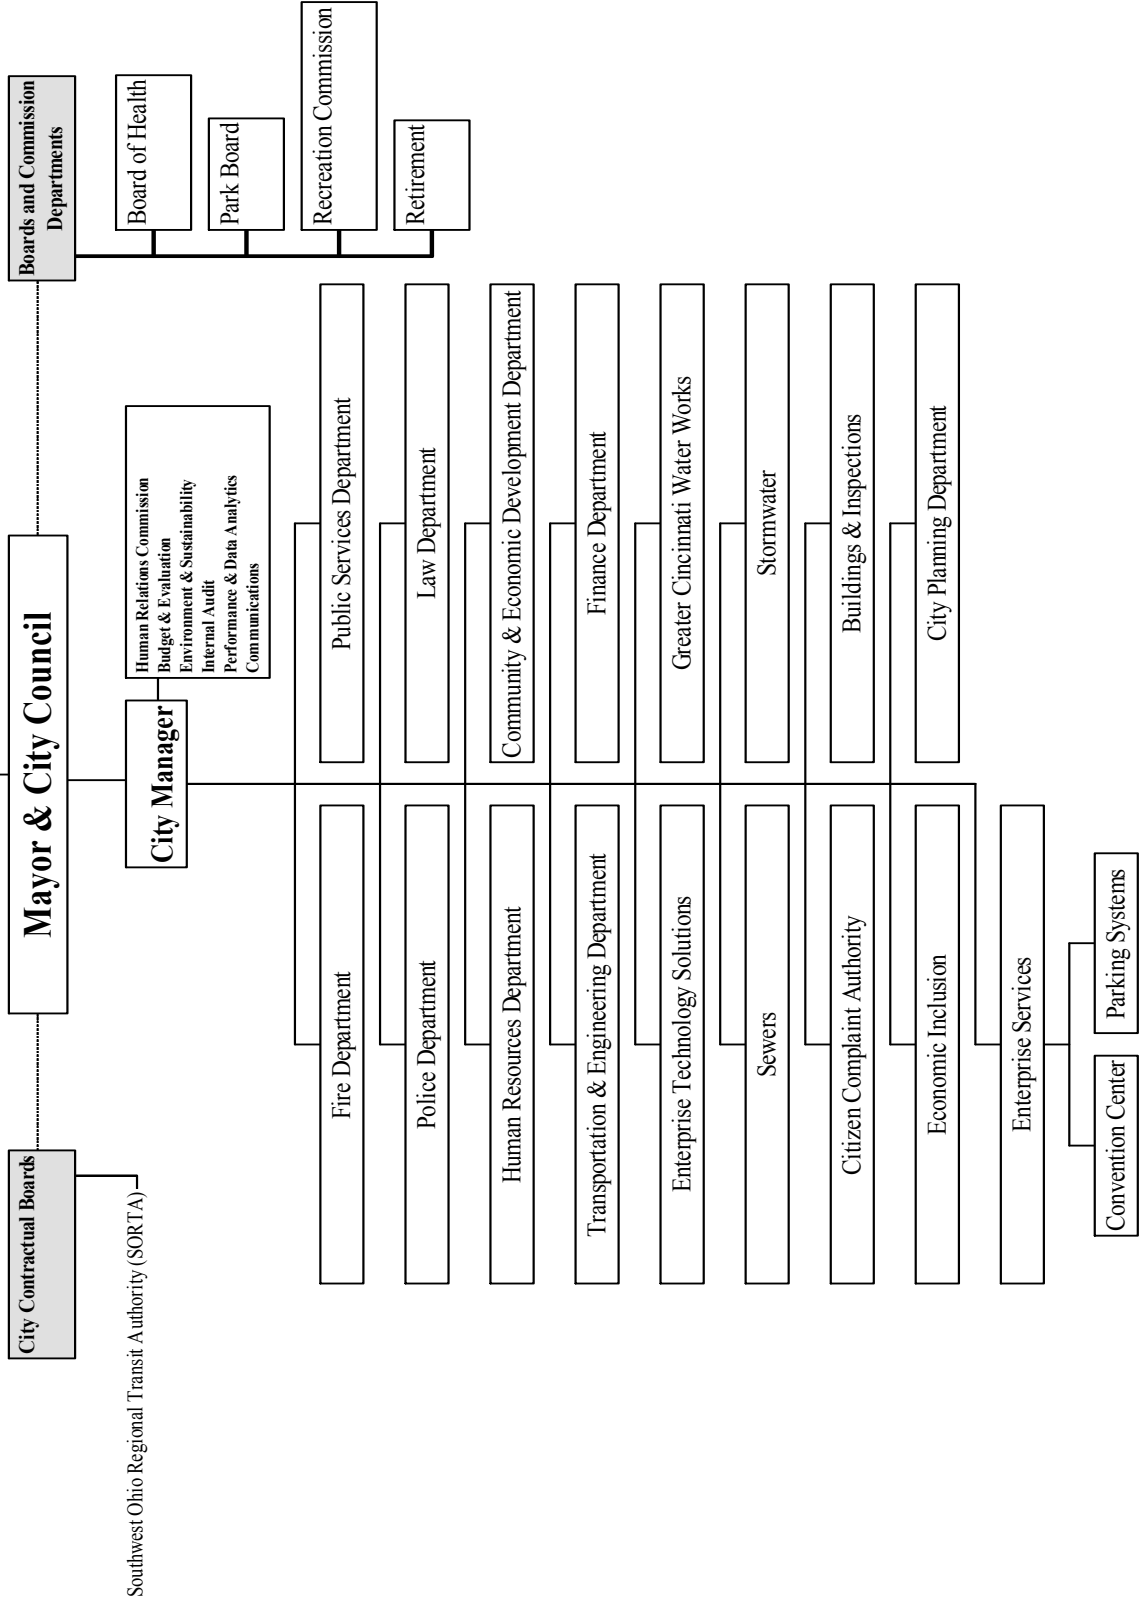 Mayor & City Council
City Contractual Boards
Southwest Ohio Regional Transit Authority (SORTA)
Boards and Commission
Departments
Board of Health
Park Board
Recreation Commission
Retirement
City Manager
Human Relations Commission
Budget & Evaluation
Environment & Sustainability
Internal Audit
Performance & Data Analytics
Communications
Fire Department
Public Services Department
Police Department
Law Department
Human Resources Department
Community & Economic Development Department
Transportation & Engineering Department
Finance Department
Enterprise Technology Solutions
Greater Cincinnati Water Works
Sewers
Stormwater
Citizen Complaint Authority
Buildings & Inspections
Economic Inclusion
City Planning Department
Enterprise Services
Convention Center
Parking Systems